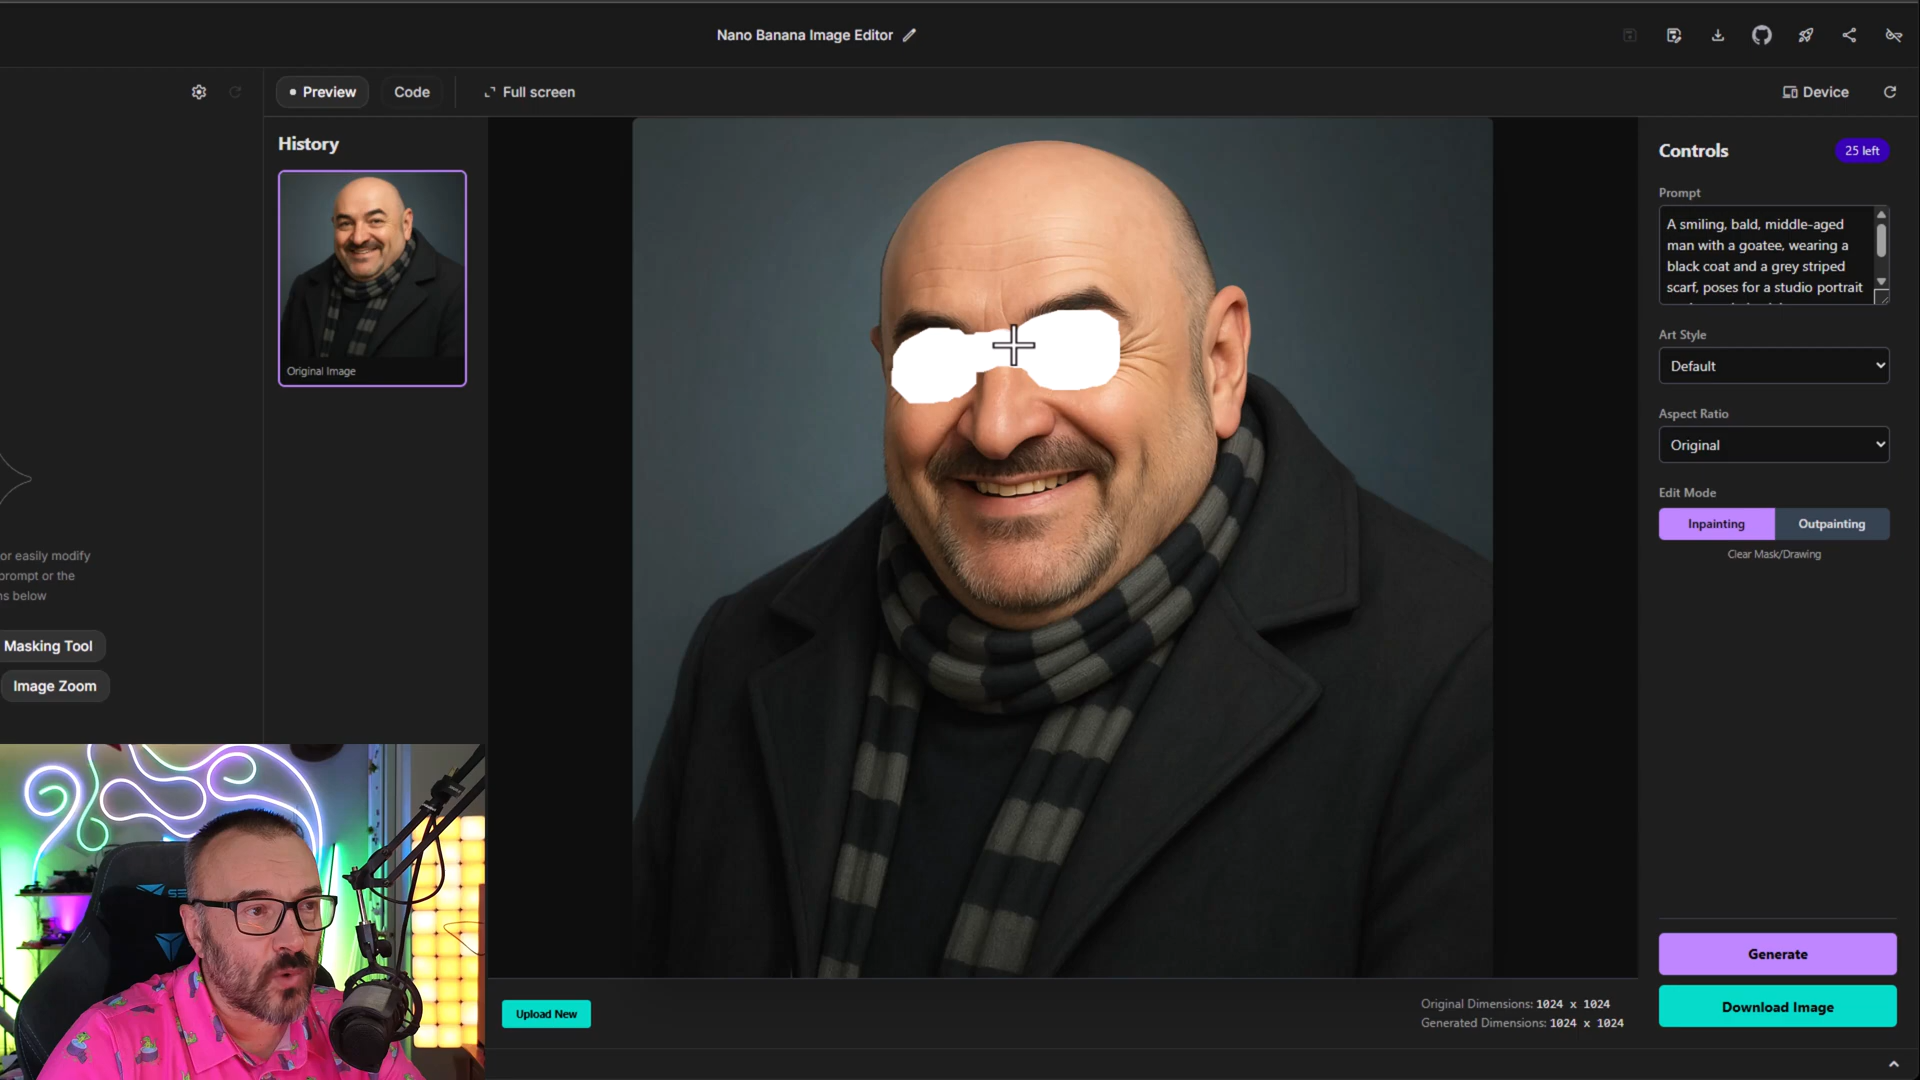 Nano Banana Image Editor
Preview
Code
Full screen
Device
History
Original Image
or easily modify
prompt or the
ns below
Masking Tool
Image Zoom
Controls
25 left
Prompt
A smiling, bald, middle-aged
man with a goatee, wearing a
black coat and a grey striped
scarf, poses for a studio portrait
Art Style
Default
Aspect Ratio
Original
Edit Mode
Inpainting
Outpainting
Clear Mask/Drawing
Generate
Download Image
Upload New
Original Dimensions: 1024 x 1024
Generated Dimensions: 1024 x 1024